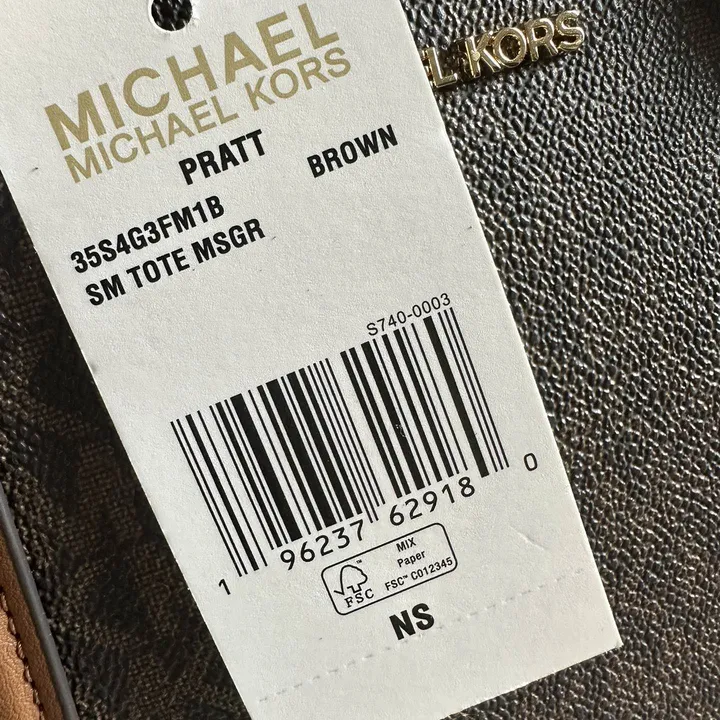 MICHAEL
MICHAEL KORS
PRATT BROWN
35S4G3FM1B
SM TOTE MSGR
S740-0003
1 96237 62918 0
MIX
Paper
FSC™ C012345
FSC
NS
L KORS